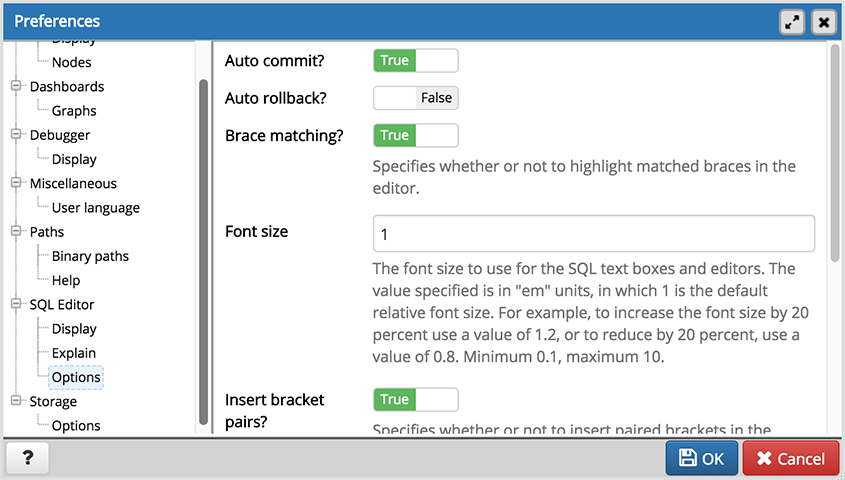 Preferences
Display
Nodes
Dashboards
Graphs
Debugger
Display
Miscellaneous
User language
Paths
Binary paths
Help
SQL Editor
Display
Explain
Options
Storage
Options
Auto commit?
True
Auto rollback?
False
Brace matching?
True
Specifies whether or not to highlight matched braces in the
editor.
Font size
1
The font size to use for the SQL text boxes and editors. The
value specified is in "em" units, in which 1 is the default
relative font size. For example, to increase the font size by 20
percent use a value of 1.2, or to reduce by 20 percent, use a
value of 0.8. Minimum 0.1, maximum 10.
Insert bracket
pairs?
True
Specifies whether or not to insert paired brackets in the
?
OK
Cancel